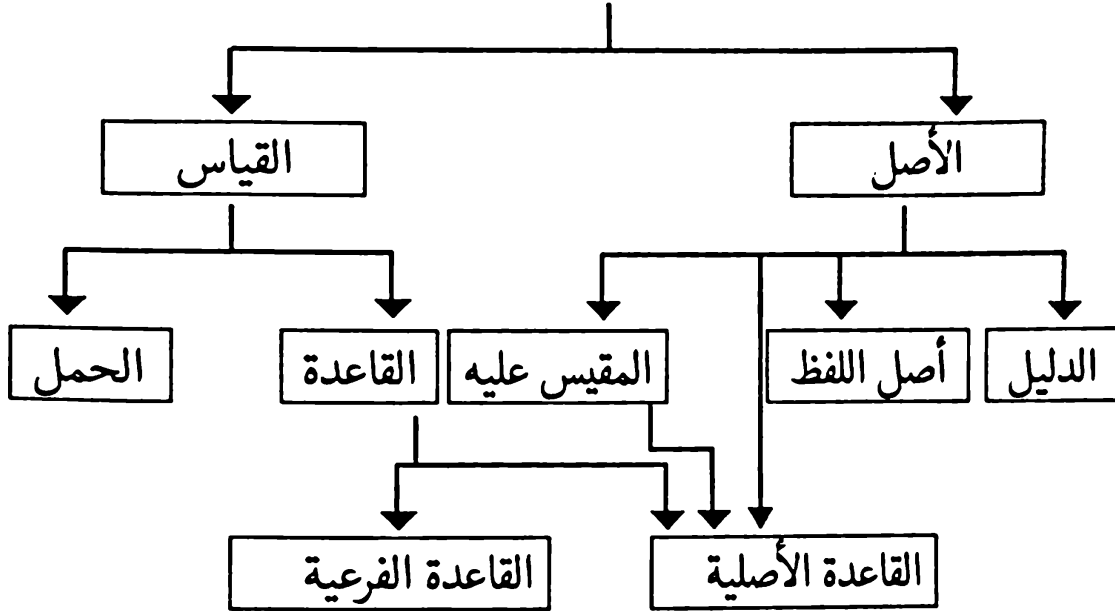 الأصل
القياس
الدليل
أصل اللفظ
المقيس عليه
القاعدة
الحمل
القاعدة الأصلية
القاعدة الفرعية